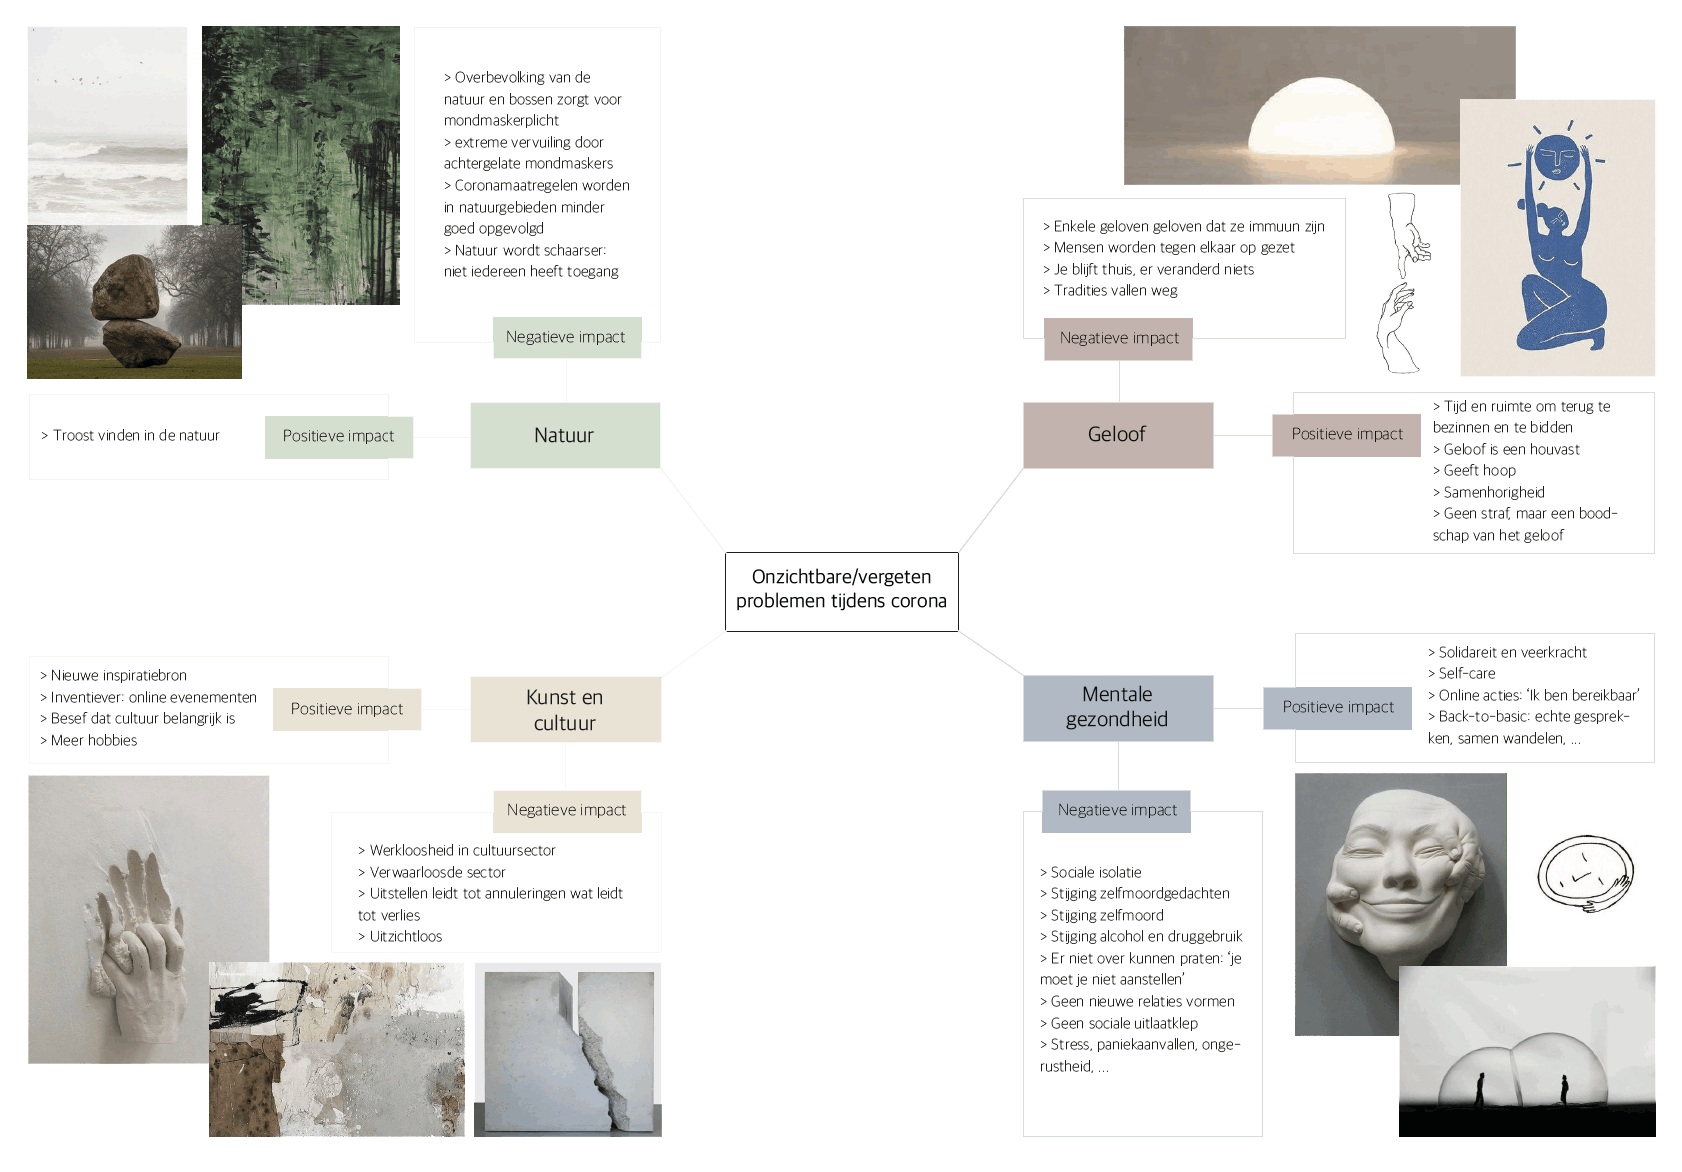 > Overbevolking van de
natuur en bossen zorgt voor
mondmaskerplicht
> extreme vervuiling door
achtergelate mondmaskers
> Coronamaatregelen worden
in natuurgebieden minder
goed opgevolgd
> Natuur wordt schaarser:
niet iedereen heeft toegang
Negatieve impact
> Troost vinden in de natuur
Positieve impact
Natuur
> Enkele geloven geloven dat ze immuun zijn
> Mensen worden tegen elkaar op gezet
> Je blijft thuis, er veranderd niets
> Tradities vallen weg
Negatieve impact
Geloof
Positieve impact
> Tijd en ruimte om terug te
bezinnen en te bidden
> Geloof is een houvast
> Geeft hoop
> Samenhorigheid
> Geen straf, maar een bood-
schap van het geloof
Onzichtbare/vergeten
problemen tijdens corona
> Nieuwe inspiratiebron
> Inventiever: online evenementen
> Besef dat cultuur belangrijk is
> Meer hobbies
Positieve impact
Kunst en
cultuur
Negatieve impact
> Werkloosheid in cultuursector
> Verwaarloosde sector
> Uitstellen leidt tot annuleringen wat leidt
tot verlies
> Uitzichtloos
Mentale
gezondheid
Positieve impact
> Solidareit en veerkracht
> Self-care
> Online acties: ‘Ik ben bereikbaar’
> Back-to-basic: echte gesprek-
ken, samen wandelen, ...
Negatieve impact
> Sociale isolatie
> Stijging zelfmoordgedachten
> Stijging zelfmoord
> Stijging alcohol en druggebruik
> Er niet over kunnen praten: ‘je
moet je niet aanstellen’
> Geen nieuwe relaties vormen
> Geen sociale uitlaatklep
> Stress, paniekaanvallen, onge-
rustheid, ...